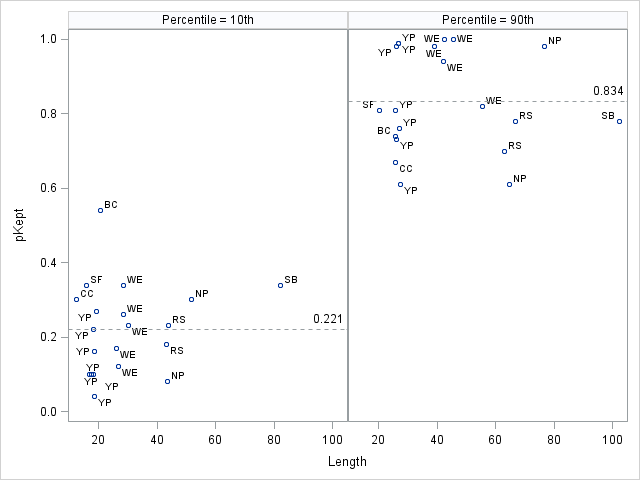 Percentile = 10th Percentile = 90th
1.0
0.8
0.6
0.4
0.2
0.0
pKept
YP WE WE NP
YP YP WE
WE
0.834
SF YP WE
YP RS SB
BC
YP RS
CC
YP NP
BC
SF WE SB
CC NP
YP WE
0.221
RS
YP WE
YP WE RS
YP WE NP
YP YP
YP
20 40 60 80 100 20 40 60 80 100
Length